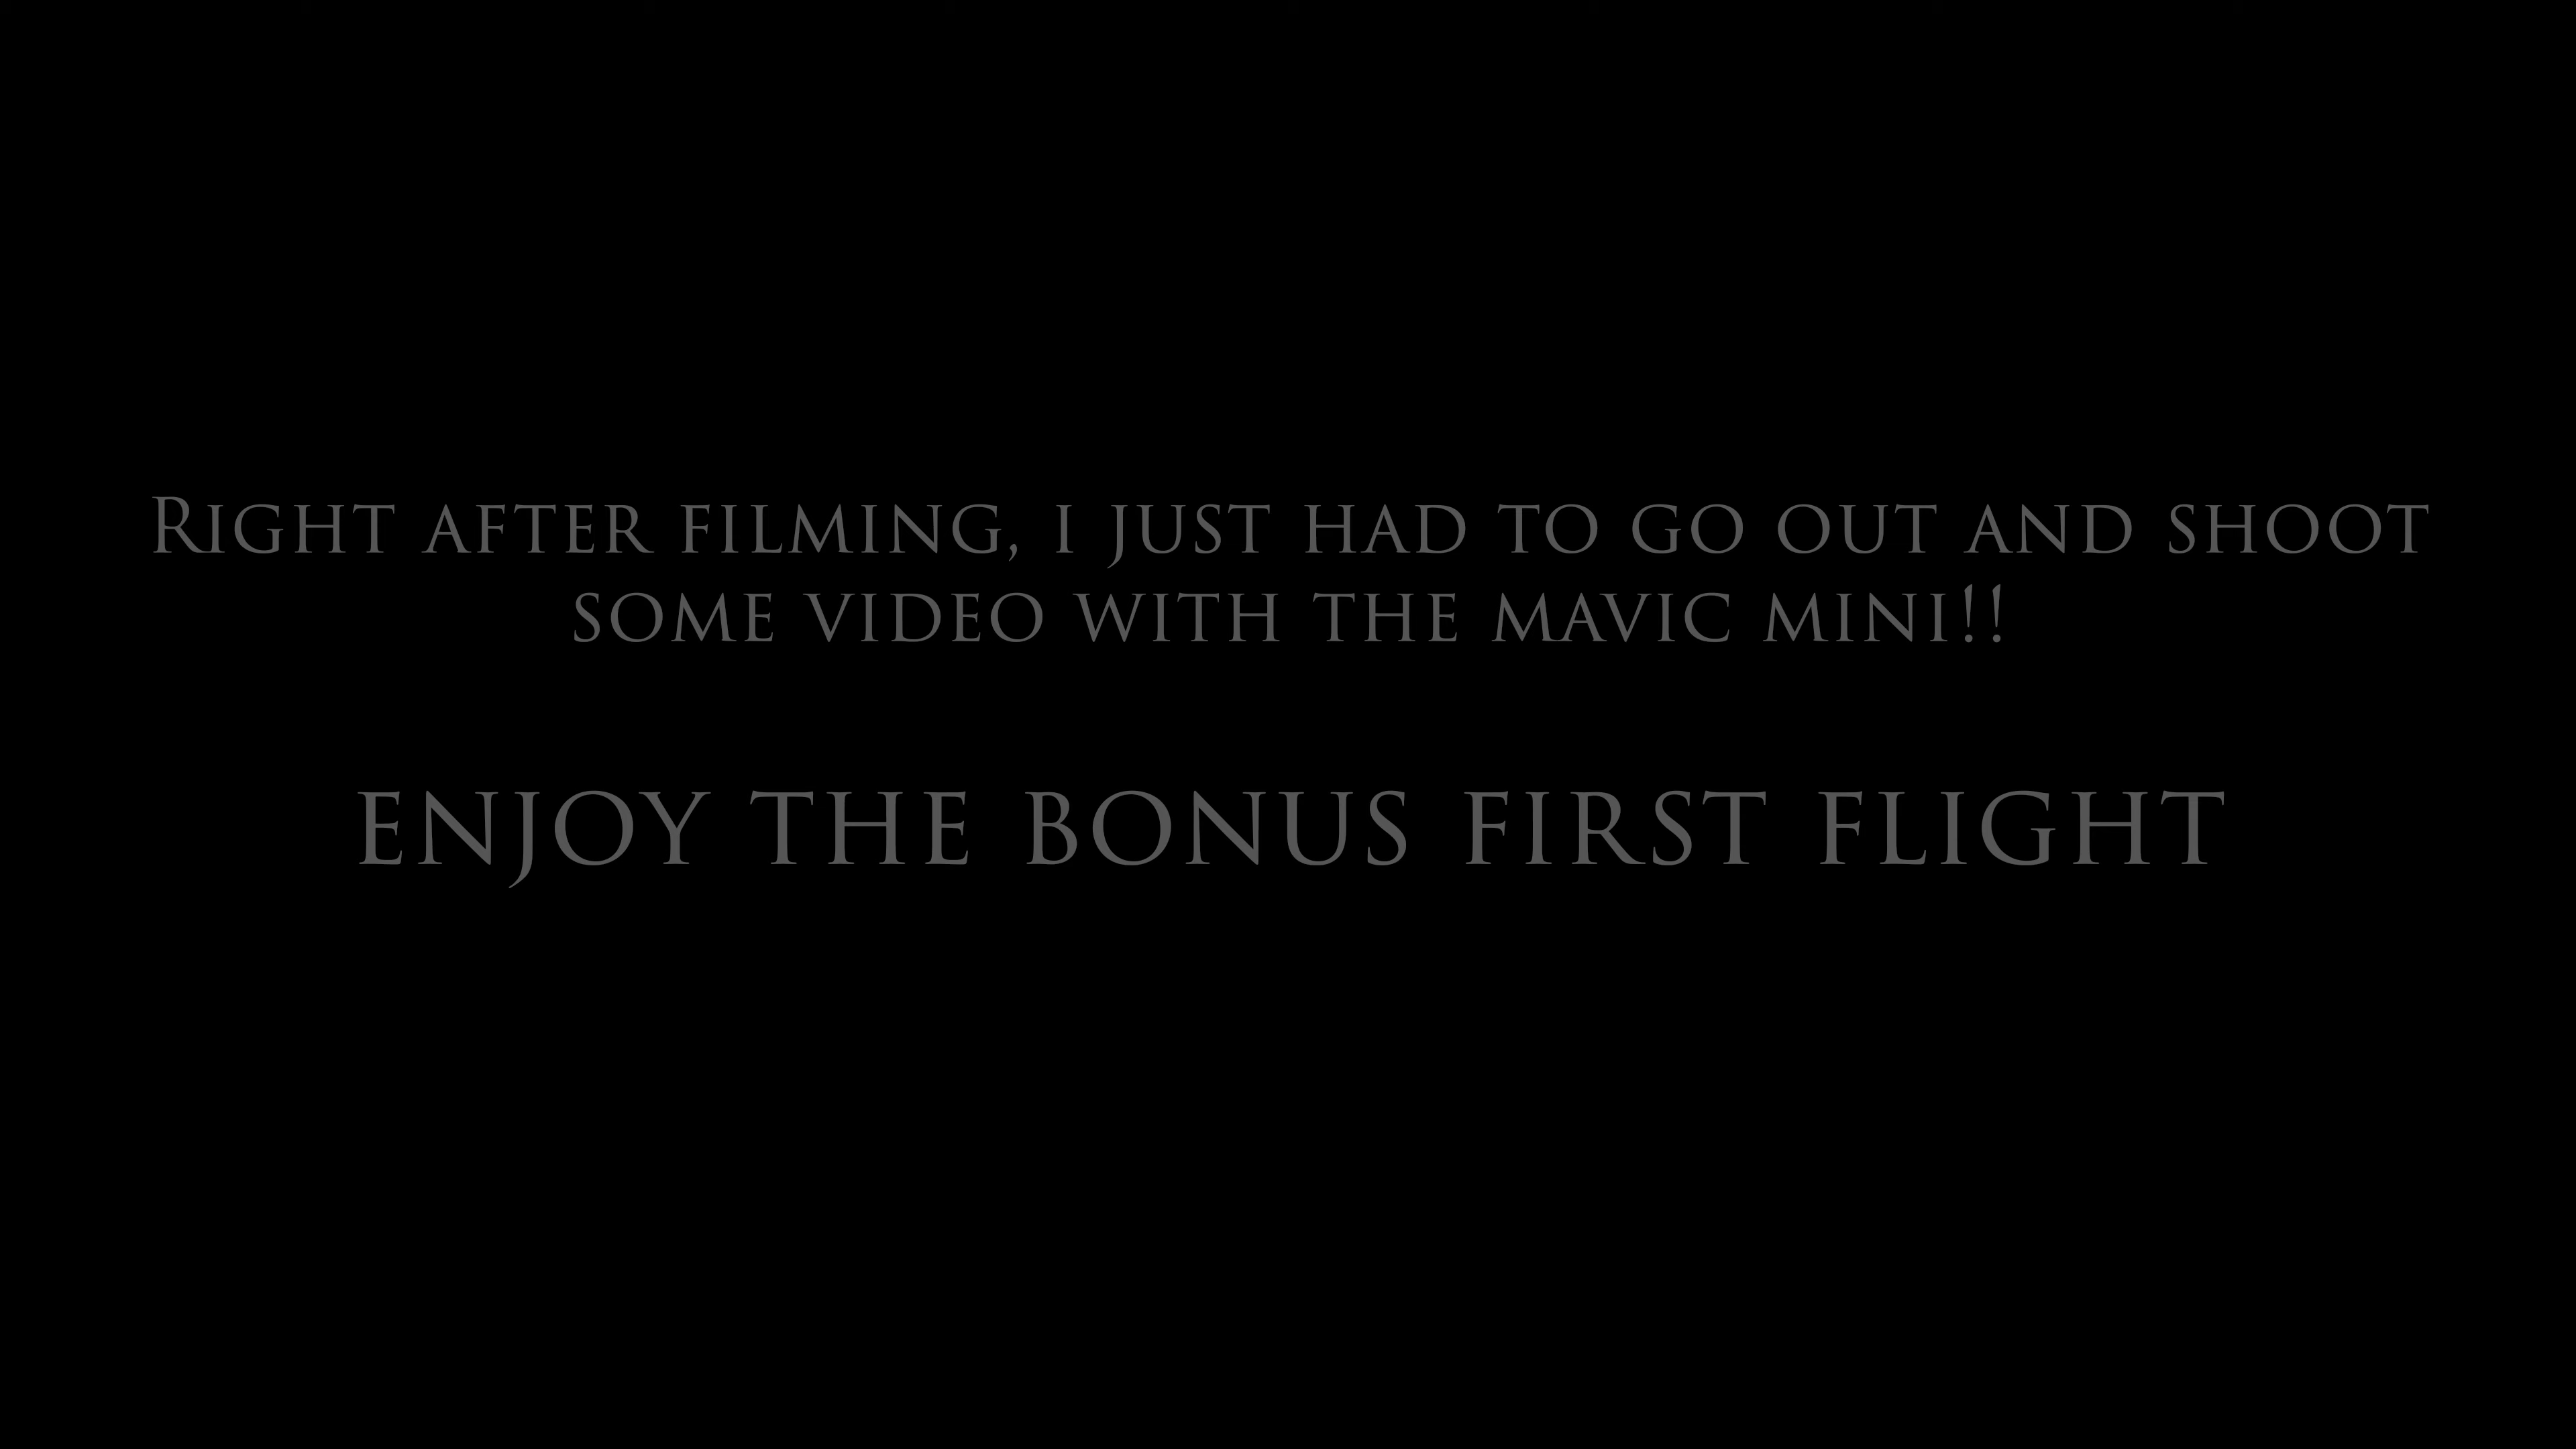 Right after filming, i just had to go out and shoot
some video with the mavic mini!!
enjoy the bonus first flight